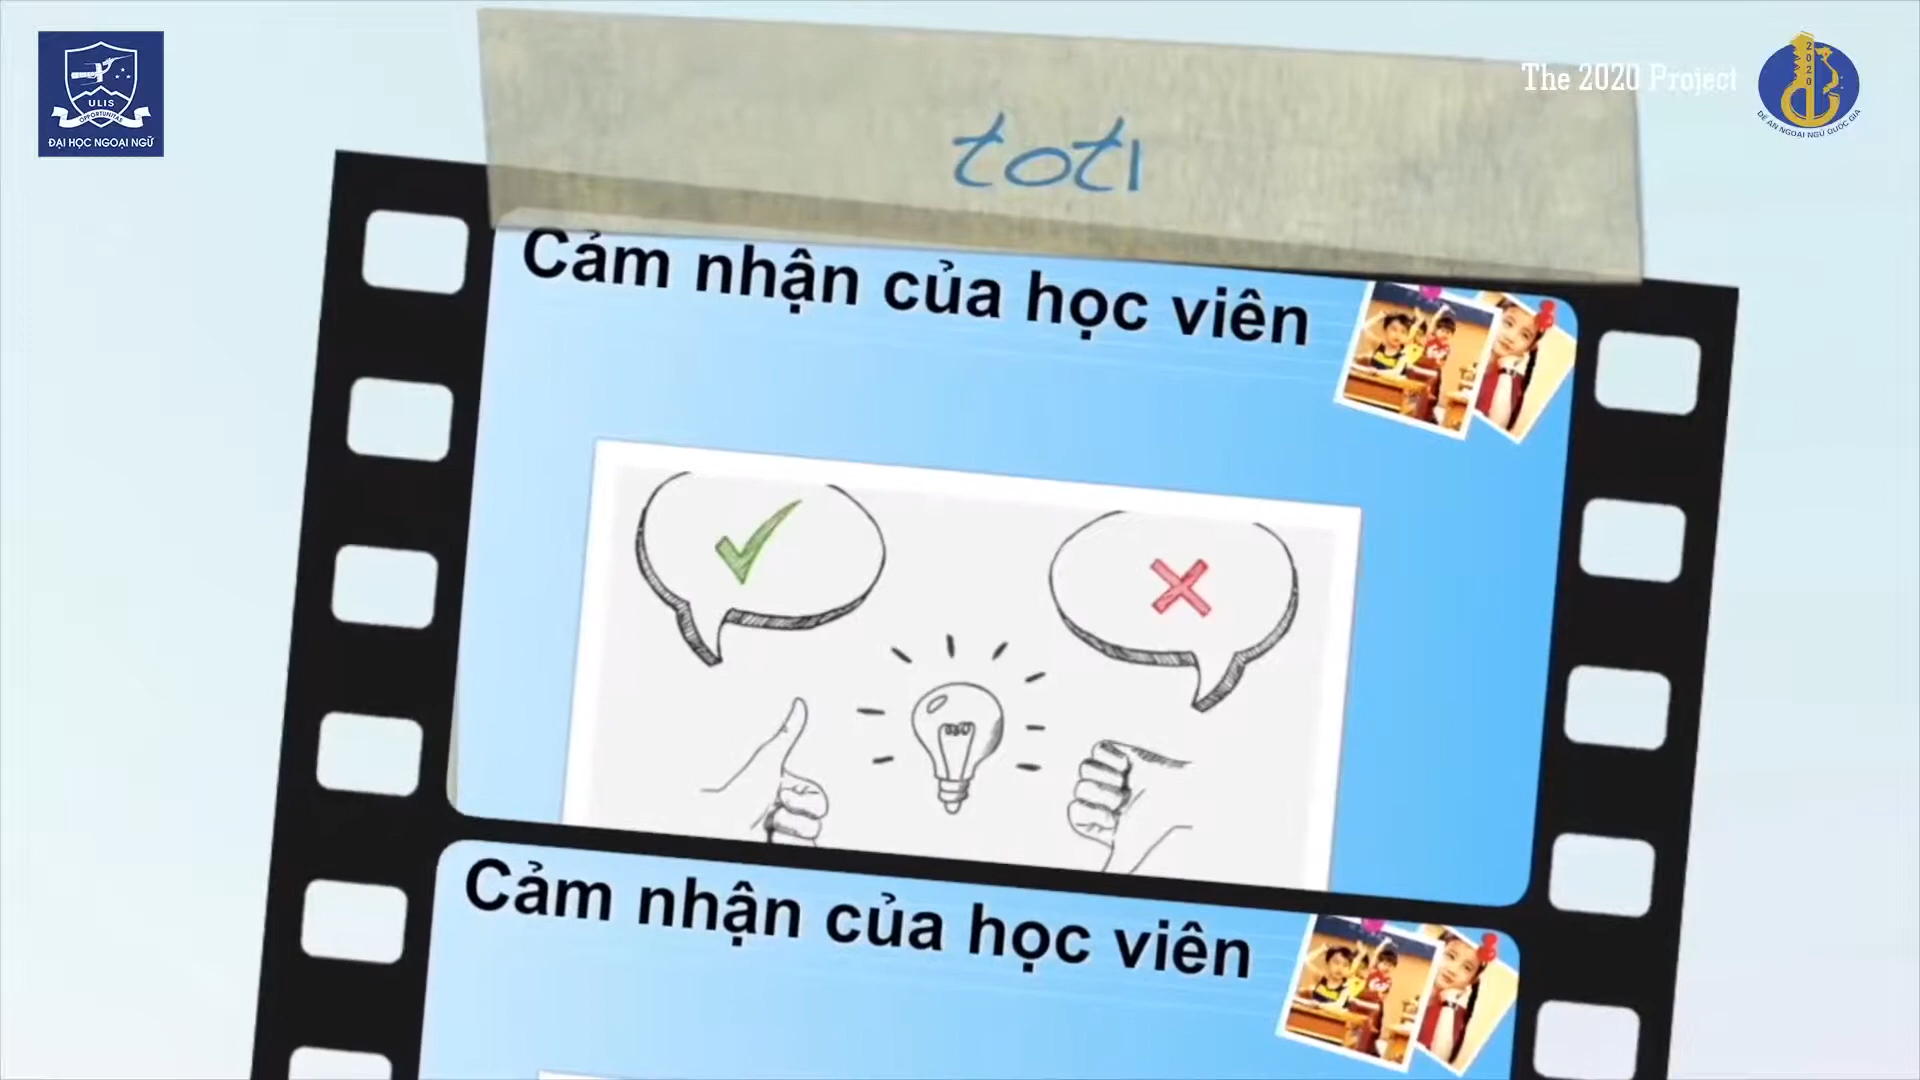 ULIS
OPPORTUNITAS
ĐẠI HỌC NGOẠI NGỮ
The 2020 Project
2020
ĐỀ ÁN NGOẠI NGỮ QUỐC GIA
toti
Cảm nhận của học viên
Cảm nhận của học viên